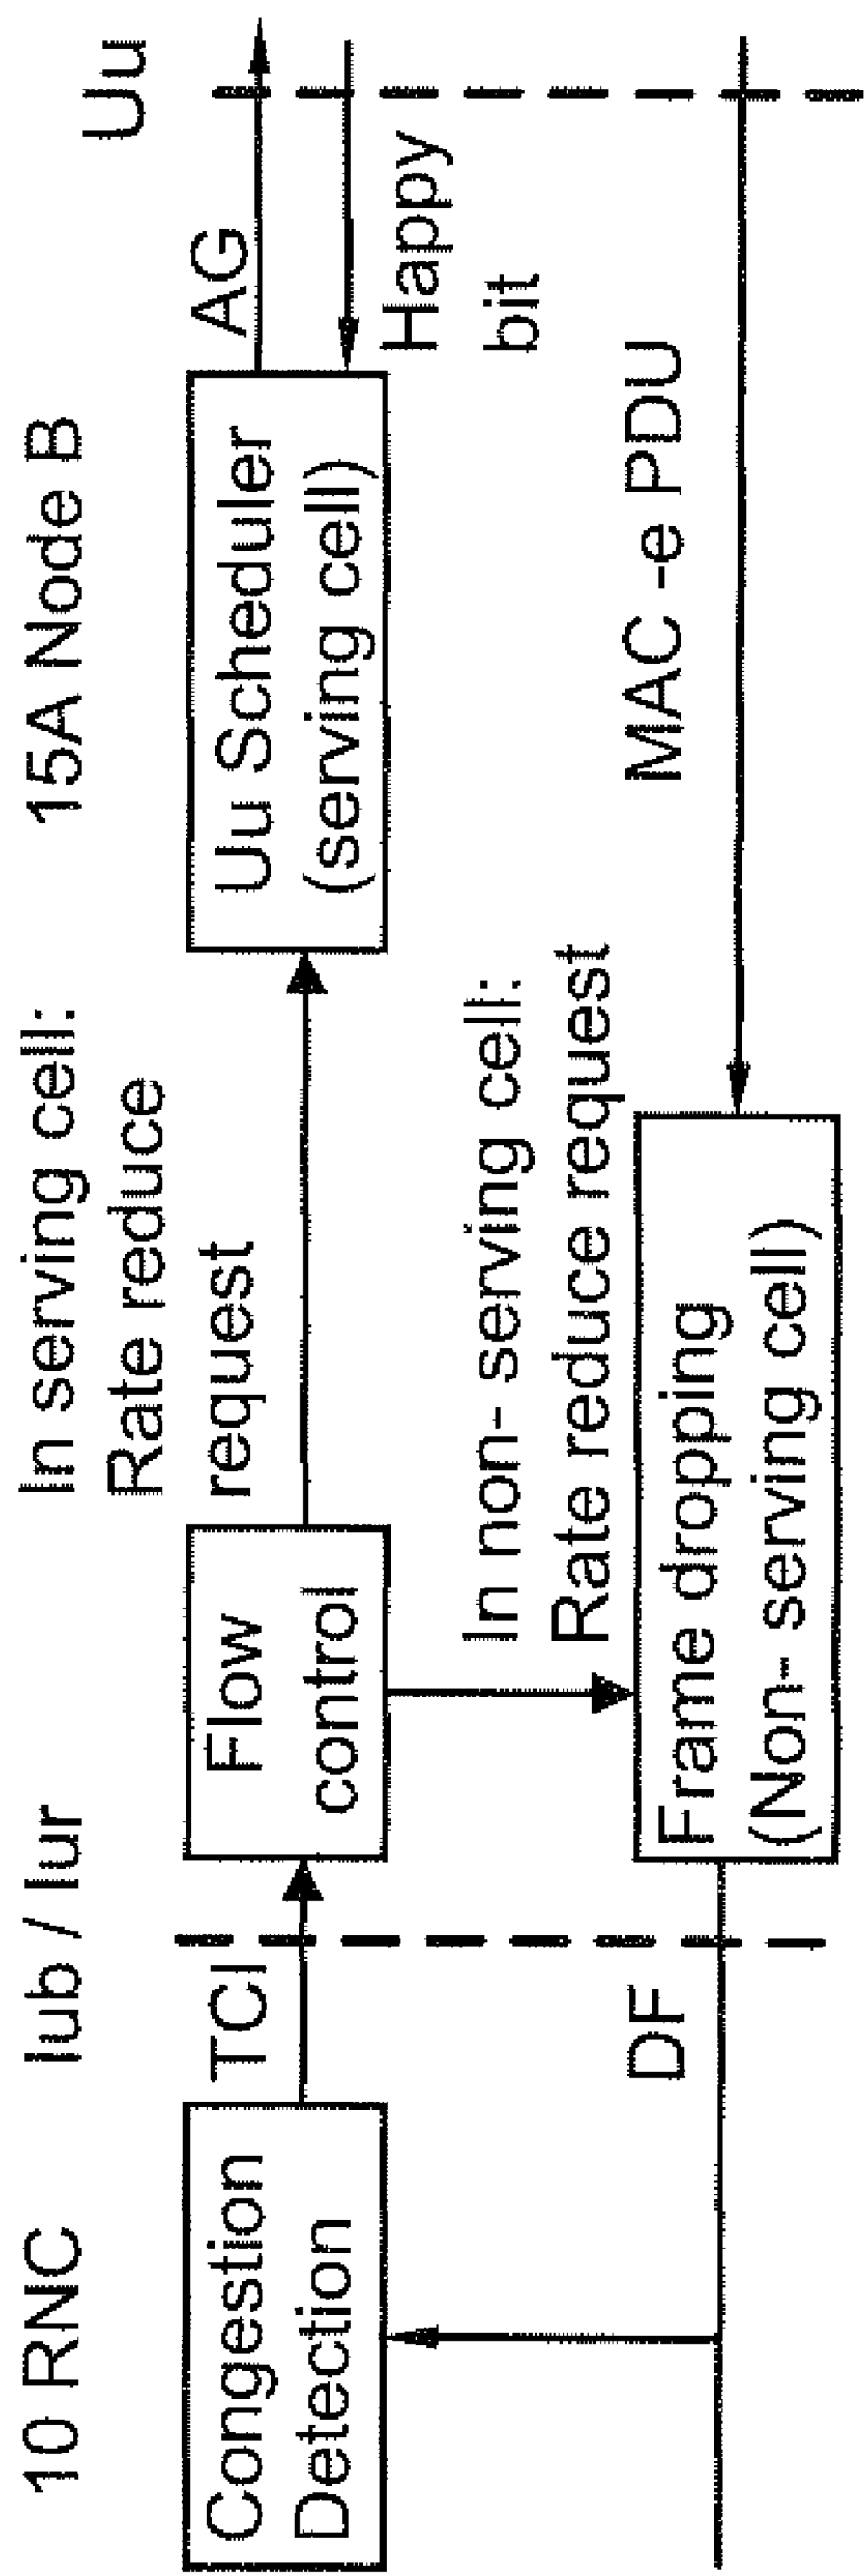 10 RNC
Iub / Iur
15A Node B
Uu
Congestion
Detection
TCI
Flow
control
In serving cell:
Rate reduce
request
Uu Scheduler
(serving cell)
AG
Happy
bit
In non- serving cell:
Rate reduce request
DF
Frame dropping
(Non- serving cell)
MAC -e PDU